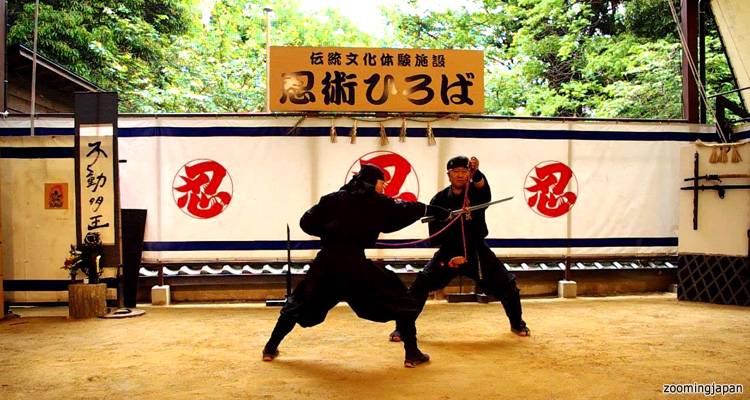 伝統文化体験施設
忍術ひろば
忍
忍
忍
不動明王
zoomingjapan